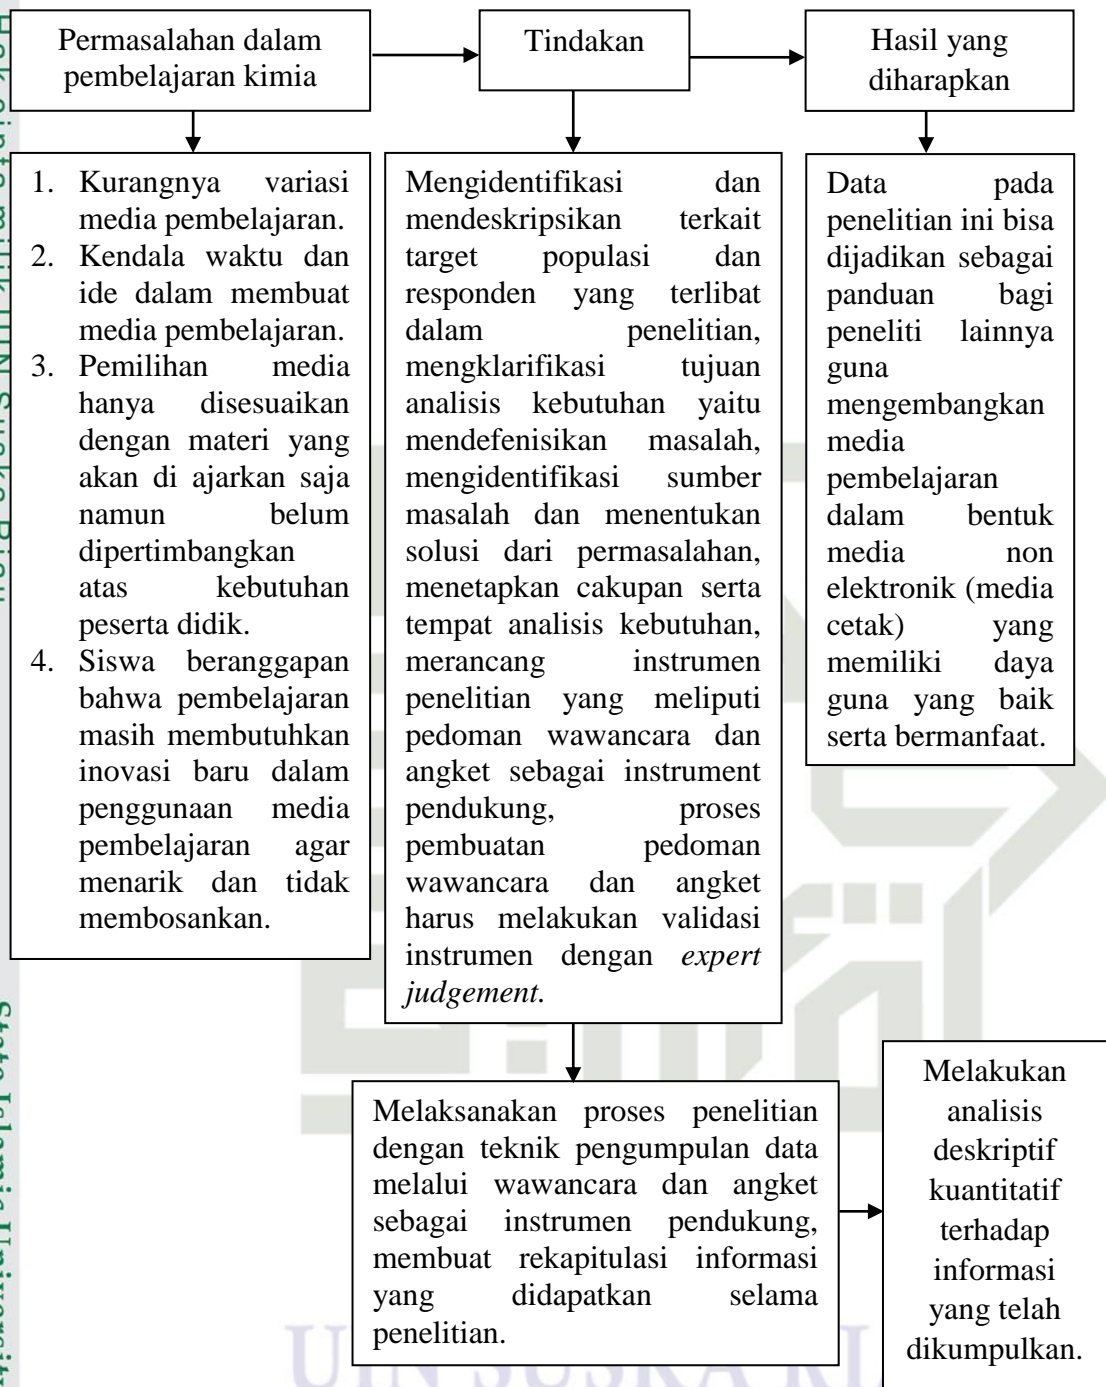 Permasalahan dalam
pembelajaran kimia
Tindakan
Hasil yang
diharapkan
1. Kurangnya variasi
media pembelajaran.
2. Kendala waktu dan
ide dalam membuat
media pembelajaran.
3. Pemilihan media
hanya disesuaikan
dengan materi yang
akan di ajarkan saja
namun belum
dipertimbangkan
atas kebutuhan
peserta didik.
4. Siswa beranggapan
bahwa pembelajaran
masih membutuhkan
inovasi baru dalam
penggunaan media
pembelajaran agar
menarik dan tidak
membosankan.
Mengidentifikasi dan
mendeskripsikan terkait
target populasi dan
responden yang terlibat
dalam penelitian,
mengklarifikasi tujuan
analisis kebutuhan yaitu
mendefenisikan masalah,
mengidentifikasi sumber
masalah dan menentukan
solusi dari permasalahan,
menetapkan cakupan serta
tempat analisis kebutuhan,
merancang instrumen
penelitian yang meliputi
pedoman wawancara dan
angket sebagai instrument
pendukung, proses
pembuatan pedoman
wawancara dan angket
harus melakukan validasi
instrumen dengan expert
judgement.
Data pada
penelitian ini bisa
dijadikan sebagai
panduan bagi
peneliti lainnya
guna
mengembangkan
media
pembelajaran
dalam bentuk
media non
elektronik (media
cetak) yang
memiliki daya
guna yang baik
serta bermanfaat.
Melaksanakan proses penelitian
dengan teknik pengumpulan data
melalui wawancara dan angket
sebagai instrumen pendukung,
membuat rekapitulasi informasi
yang didapatkan selama
penelitian.
Melakukan
analisis
deskriptif
kuantitatif
terhadap
informasi
yang telah
dikumpulkan.
UIN SUSKA RI
State Islamic Universit